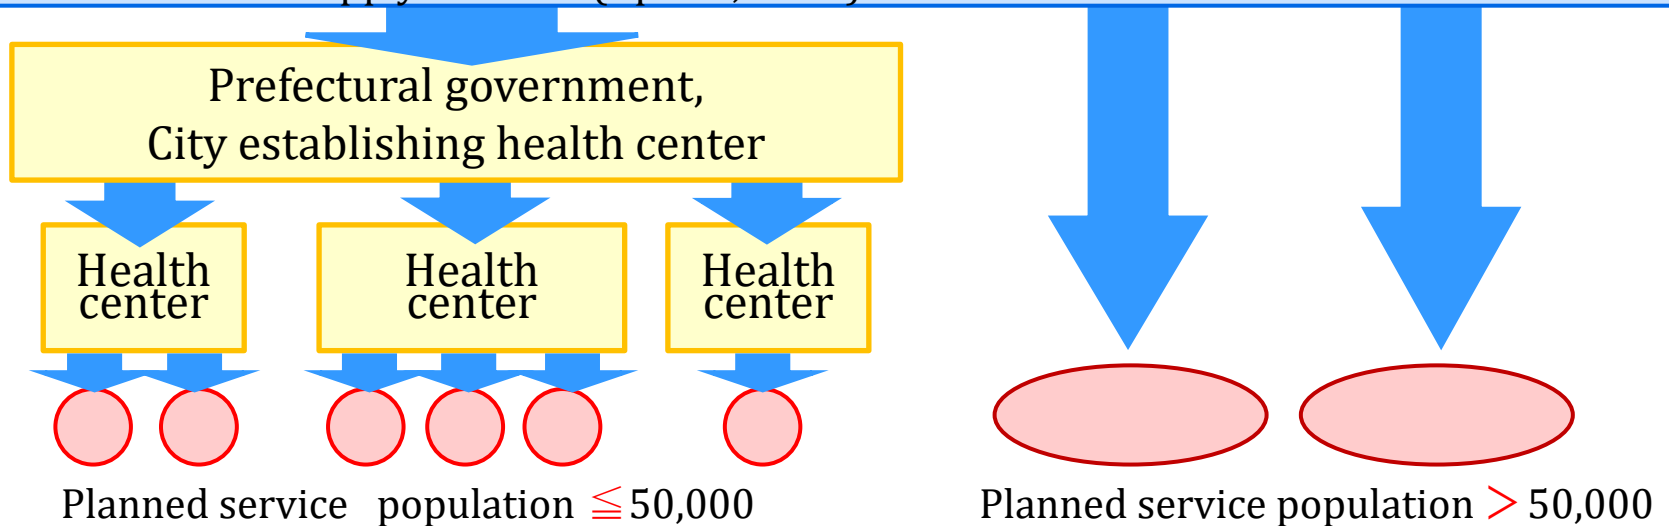 Prefectural government,
City establishing health center
Health
center
Health
center
Health
center
Planned service population ≦50,000
Planned service population ＞50,000